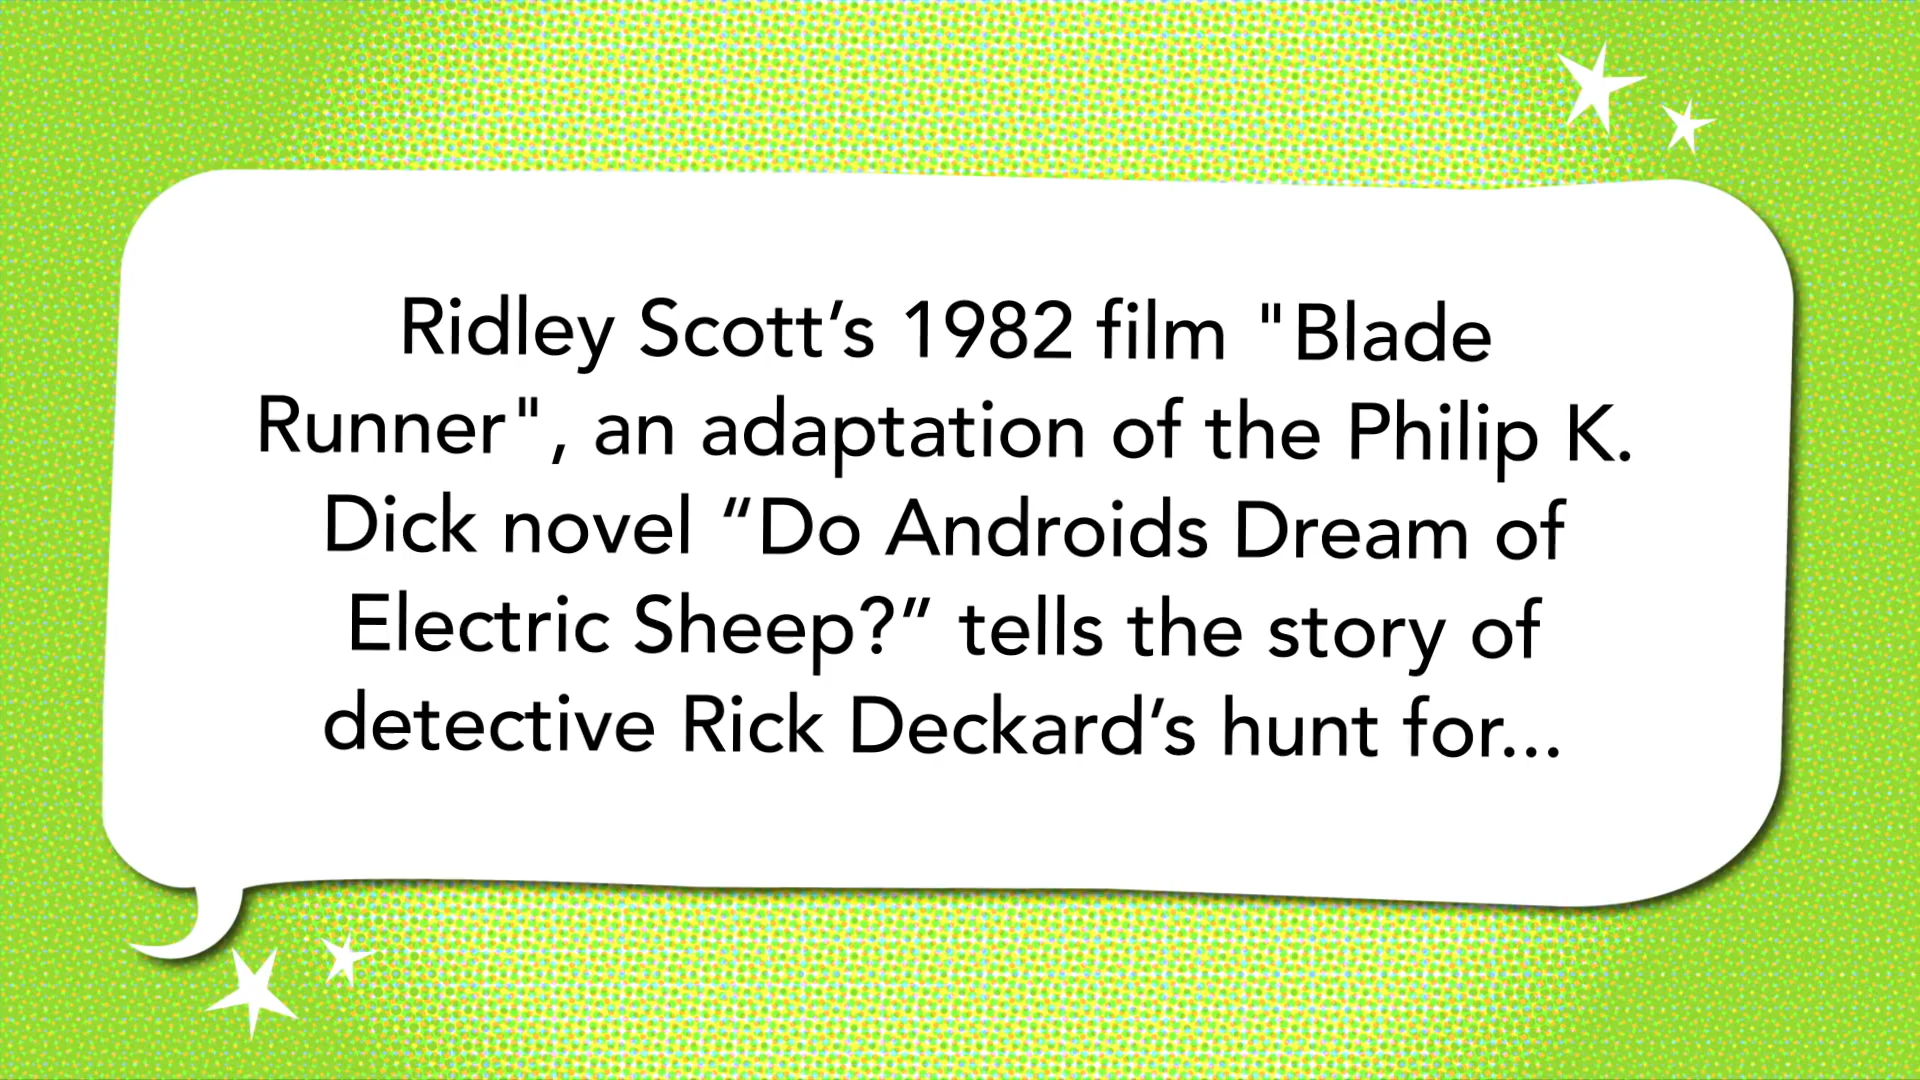 Ridley Scott’s 1982 film "Blade
Runner", an adaptation of the Philip K.
Dick novel “Do Androids Dream of
Electric Sheep?” tells the story of
detective Rick Deckard’s hunt for...